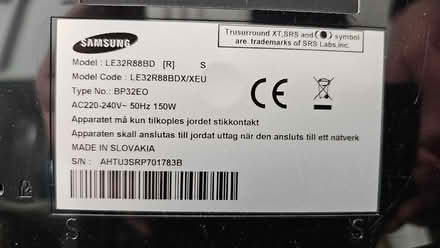 SAMSUNG
Trusurround XT,SRS and (●) symbol
are trademarks of SRS Labs,inc.
Model : LE32R88BD [R] S
Model Code : LE32R88BDX/XEU
Type No.: BP32EO
AC220-240V~ 50Hz 150W
CE
Apparatet må kun tilkoples jordet stikkontakt
Apparaten skall anslutas till jordat uttag när den ansluts till ett nätverk
MADE IN SLOVAKIA
S/N : AHTU3SRP701783B
S S